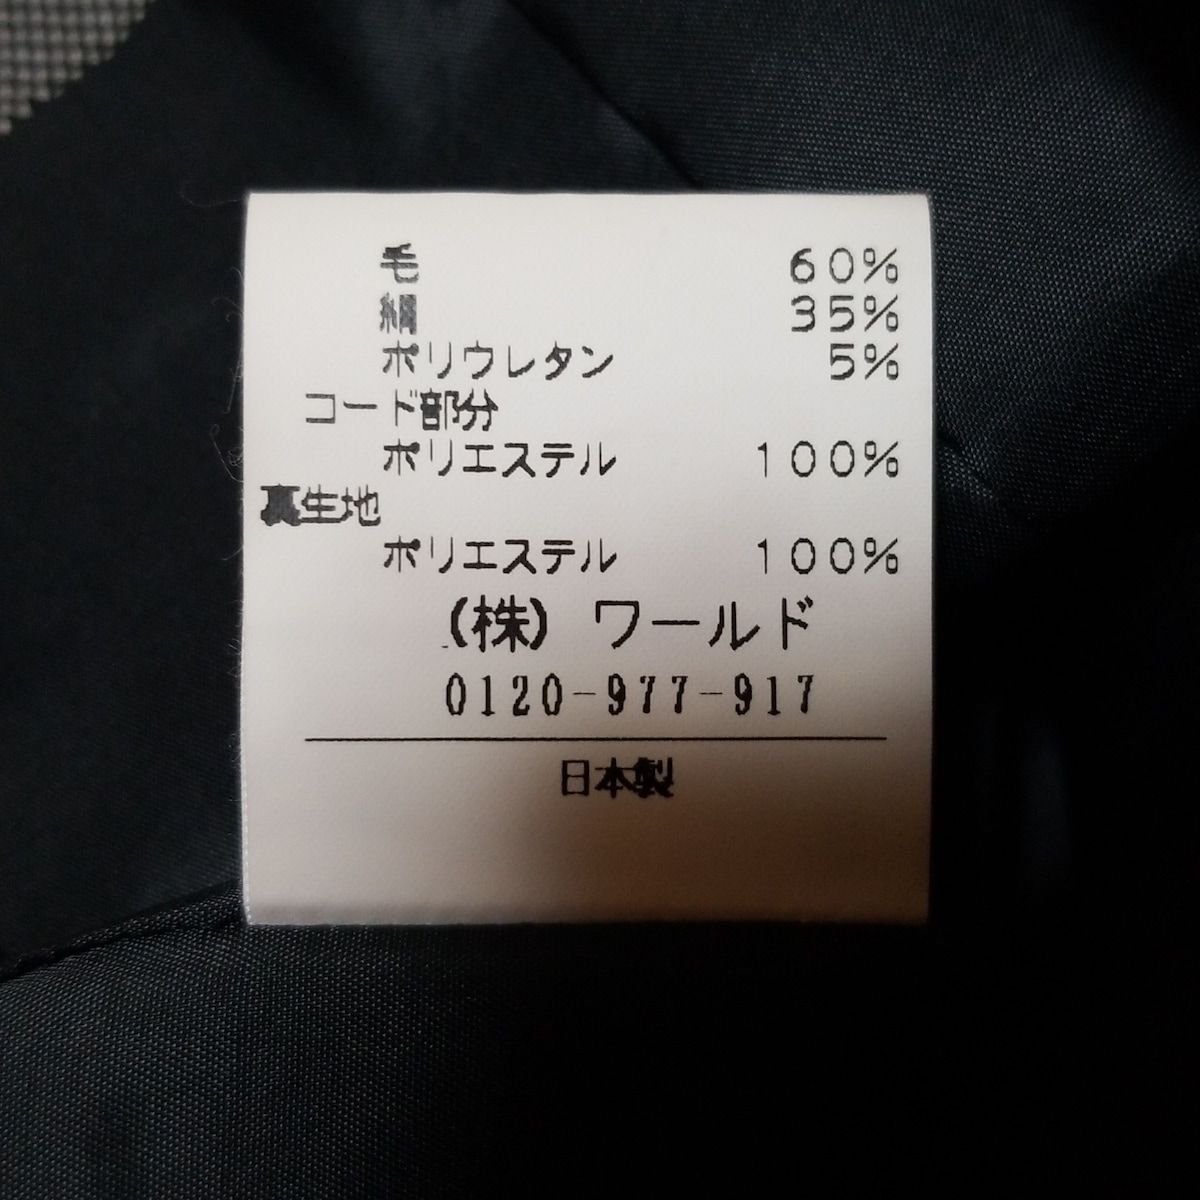 毛 60%
絹 35%
ポリウレタン 5%
コード部分
ポリエステル 100%
裏生地
ポリエステル 100%
(株) ワールド
0120-977-917
日本製